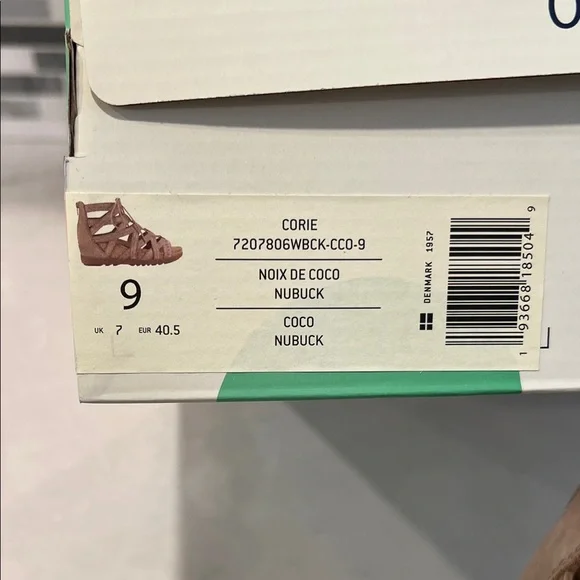 CORIE
7207806WBCK-CCO-9
NOIX DE COCO
NUBUCK
COCO
NUBUCK
9
UK 7 EUR 40.5
DENMARK 1957
1 93668 18504 9